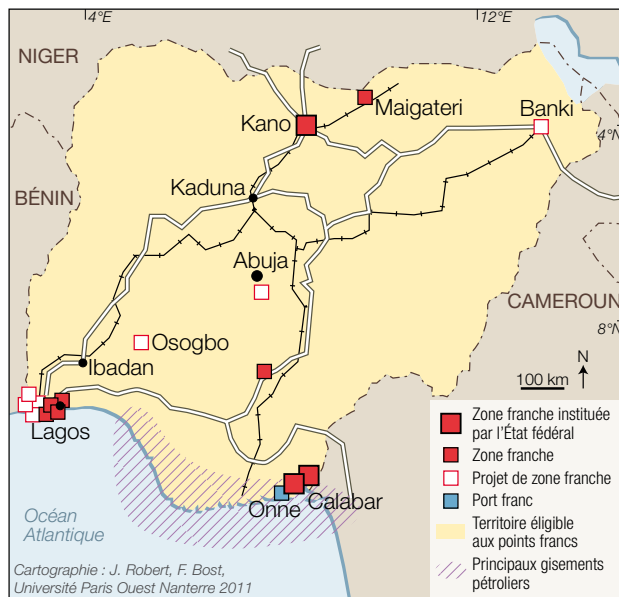 4°E
12°E
NIGER
Maigateri
Kano
Banki
4°N
Kaduna
BÉNIN
Abuja
CAMEROUN
8°N
Osogbo
Ibadan
N
100 km
Lagos
Calabar
Onne
Océan
Atlantique
Zone franche instituée
par l'État fédéral
Zone franche
Projet de zone franche
Port franc
Territoire éligible
aux points francs
Principaux gisements
pétroliers
Cartographie : J. Robert, F. Bost,
Université Paris Ouest Nanterre 2011